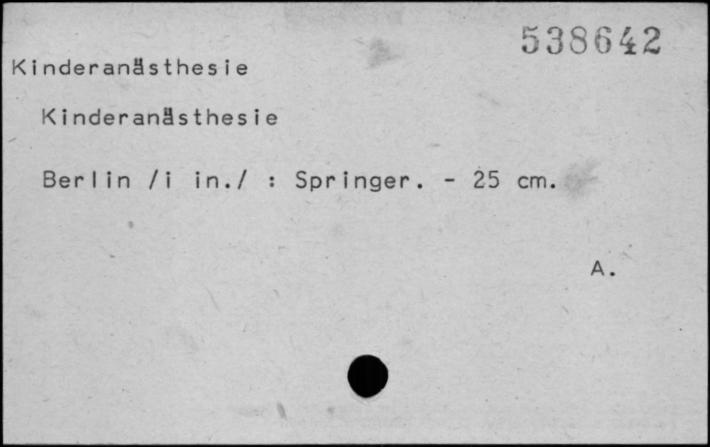 538642
Kinderanästhesie
Kinderanästhesie
Berlin /i in./ : Springer. - 25 cm.
A.